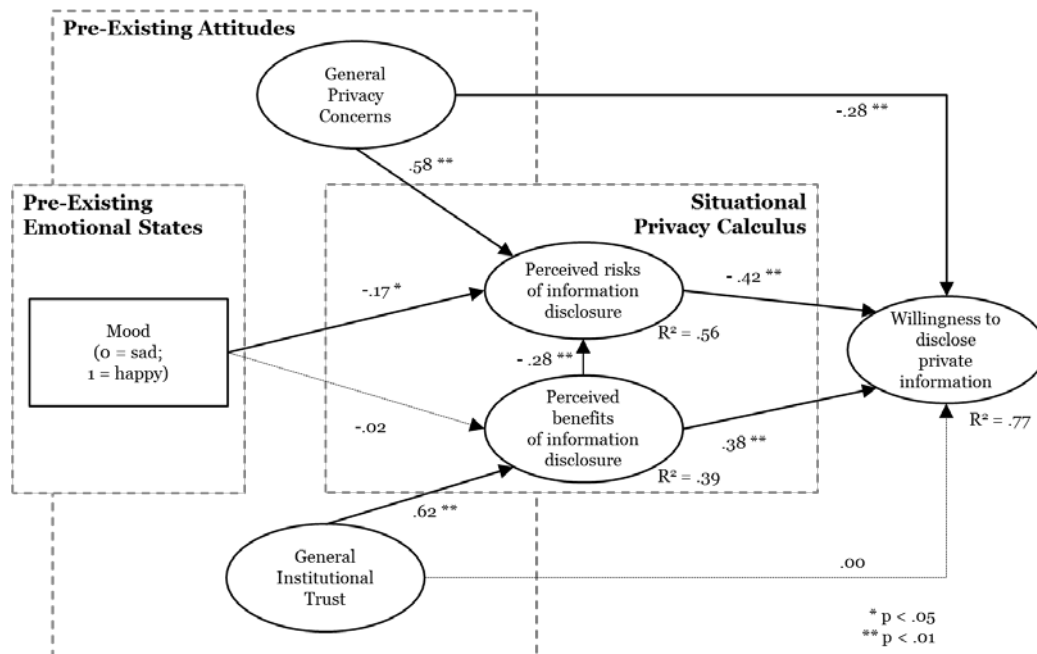 Pre-Existing Attitudes
General
Privacy
Concerns
-.28 **
.58 **
Pre-Existing
Emotional States
Situational
Privacy Calculus
Mood
(0 = sad;
1 = happy)
-.17 *
Perceived risks
of information
disclosure
-.42 **
R² = .56
Willingness to
disclose
private
information
R² = .77
-.28 **
-.02
Perceived
benefits
of information
disclosure
.38 **
R² = .39
.62 **
General
Institutional
Trust
.00
* p < .05
** p < .01